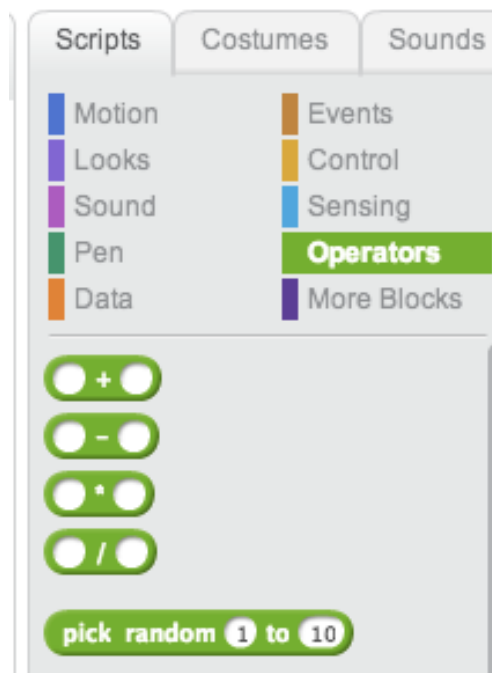 Scripts Costumes Sounds
Motion Events
Looks Control
Sound Sensing
Pen Operators
Data More Blocks
+
-
*
/
pick random 1 to 10